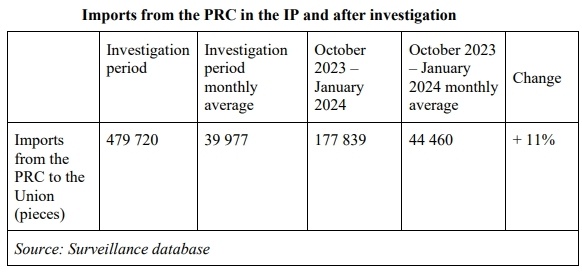 Imports from the PRC in the IP and after investigation
Investigation period
Investigation period monthly average
October 2023 – January 2024
October 2023 – January 2024 monthly average
Change
Imports from the PRC to the Union (pieces)
479 720
39 977
177 839
44 460
+ 11%
Source: Surveillance database